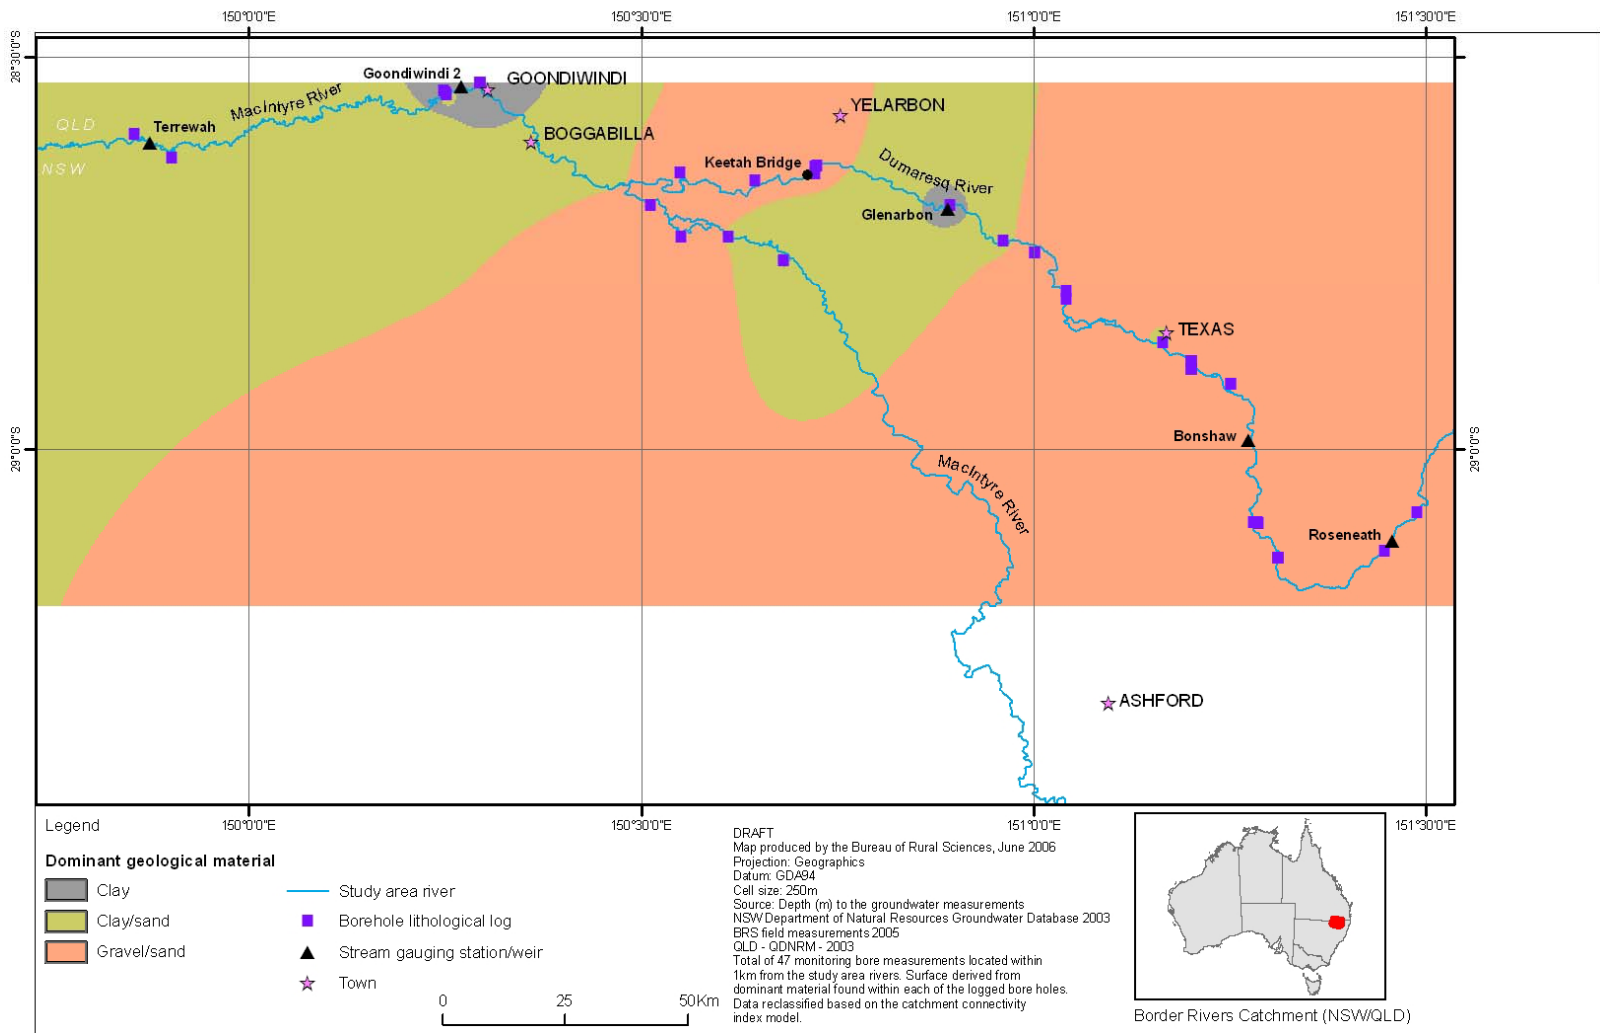 150°0'0"E
150°30'0"E
151°0'0"E
151°30'0"E
28°30'0"S
28°30'0"S
Goondiwindi 2
GOONDIWINDI
MacIntyre River
YELARBON
QLD
Terrewah
BOGGABILLA
NSW
Keetah Bridge
Dumaresq River
Glenarbon
TEXAS
Bonshaw
29°0'0"S
29°0'0"S
MacIntyre River
Roseneath
ASHFORD
150°0'0"E
150°30'0"E
151°0'0"E
151°30'0"E
Legend
Dominant geological material
Clay
Clay/sand
Gravel/sand
Study area river
Borehole lithological log
Stream gauging station/weir
Town
0 25 50 Km
DRAFT
Map produced by the Bureau of Rural Sciences, June 2006
Projection: Geographics
Datum: GDA94
Cell size: 250m
Source: Depth (m) to the groundwater measurements
NSW Department of Natural Resources Groundwater Database 2003
BRS field measurements 2005
QLD - QDNRM - 2003
Total of 47 monitoring bore measurements located within
1km from the study area rivers. Surface derived from
dominant material found within each of the logged bore holes.
Data reclassified based on the catchment connectivity
index model.
Border Rivers Catchment (NSW/QLD)